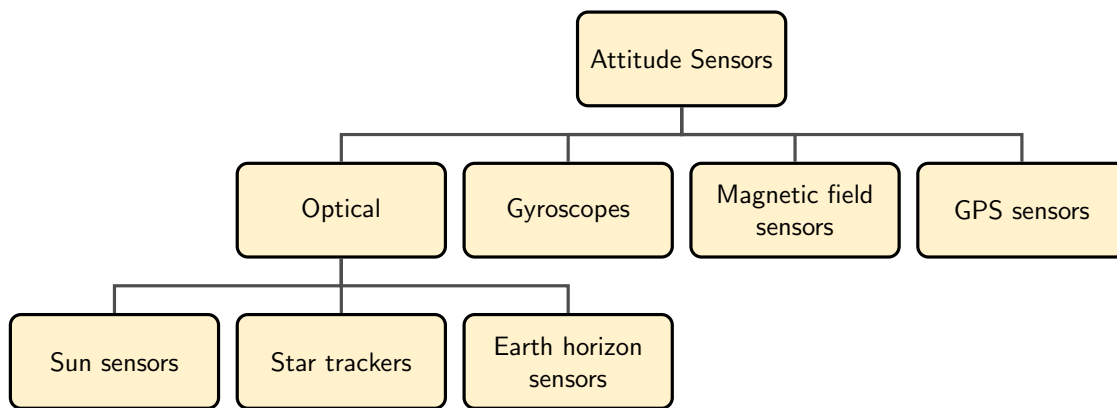 Attitude Sensors
Optical
Gyroscopes
Magnetic field
sensors
GPS sensors
Sun sensors
Star trackers
Earth horizon
sensors